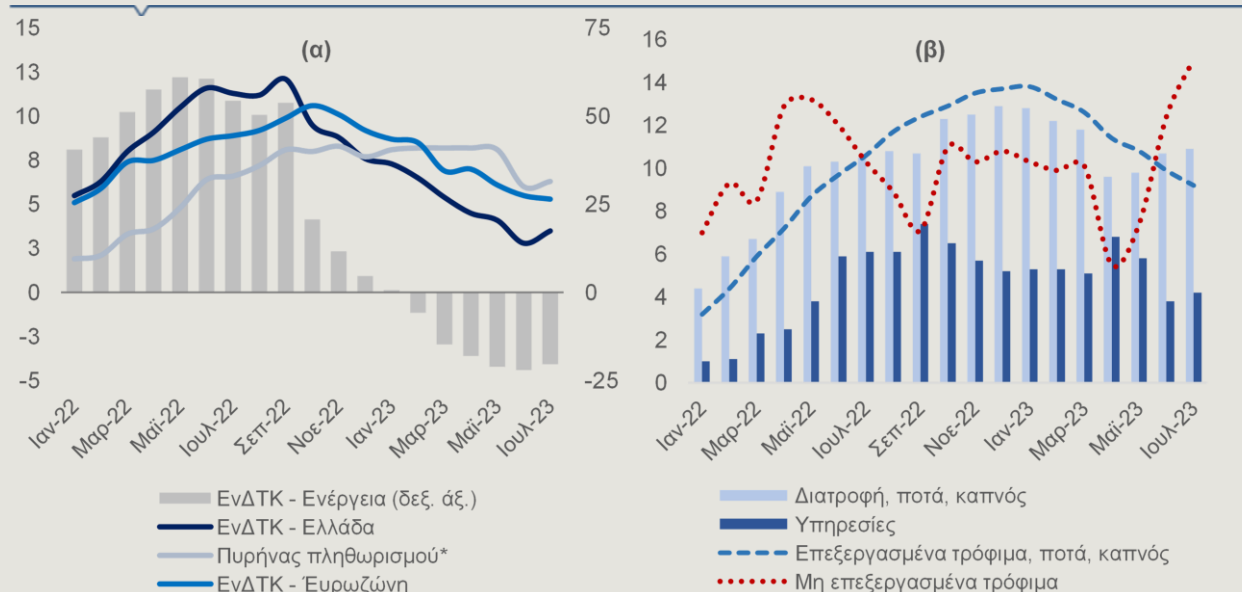 (α)
15
13
10
8
5
3
0
-3
-5
75
50
25
0
-25
Ιαν-22
Μαρ-22
Μαϊ-22
Ιουλ-22
Σεπ-22
Νοε-22
Ιαν-23
Μαρ-23
Μαϊ-23
Ιουλ-23
ΕνΔΤΚ - Ενέργεια (δεξ. άξ.)
ΕνΔΤΚ - Ελλάδα
Πυρήνας πληθωρισμού*
ΕνΔΤΚ - Έυρωζώνη
(β)
16
14
12
10
8
6
4
2
0
Ιαν-22
Μαρ-22
Μαϊ-22
Ιουλ-22
Σεπ-22
Νοε-22
Ιαν-23
Μαρ-23
Μαϊ-23
Ιουλ-23
Διατροφή, ποτά, καπνός
Υπηρεσίες
Επεξεργασμένα τρόφιμα, ποτά, καπνός
Μη επεξεργασμένα τρόφιμα